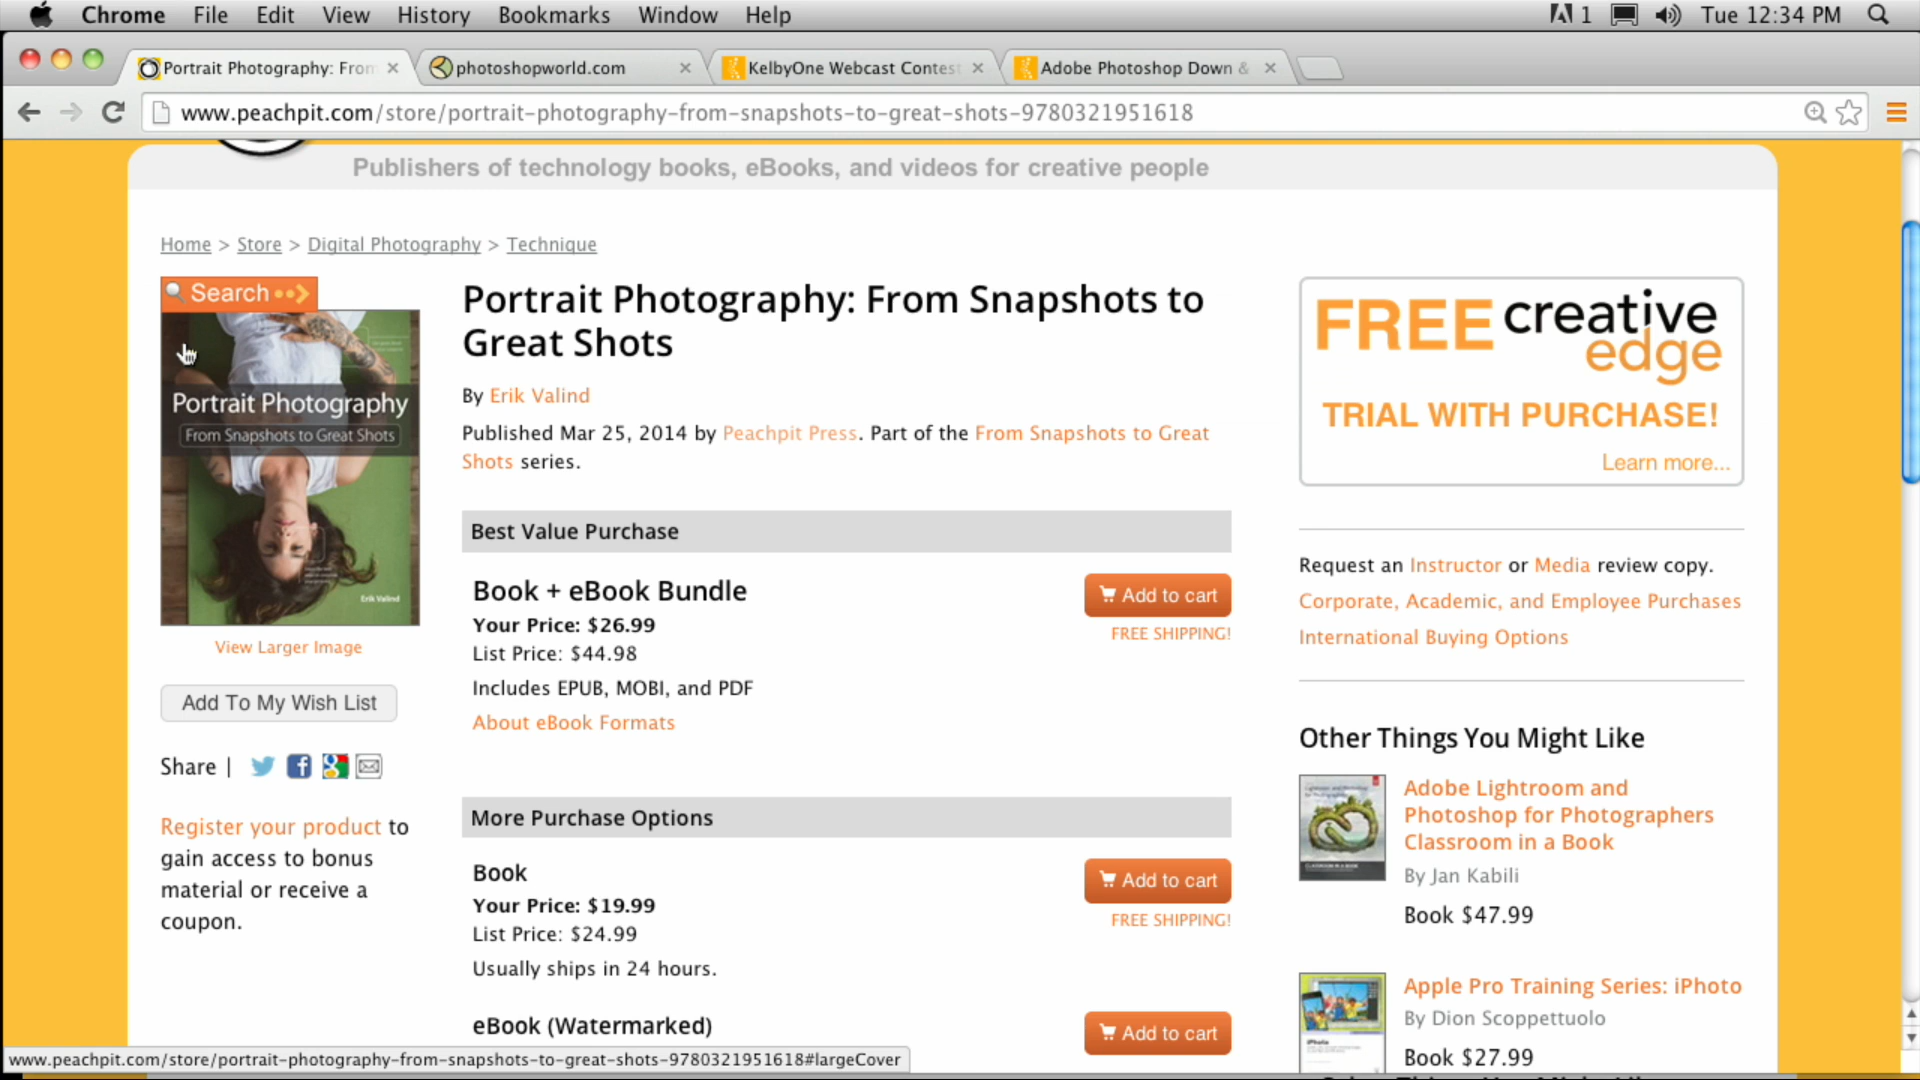 Chrome File Edit View History Bookmarks Window Help 1 Tue 12:34 PM
Portrait Photography: From photoshopworld.com KelbyOne Webcast Contest Adobe Photoshop Down &
www.peachpit.com/store/portrait-photography-from-snapshots-to-great-shots-9780321951618
Publishers of technology books, eBooks, and videos for creative people
Home > Store > Digital Photography > Technique
Search
Portrait Photography
From Snapshots to Great Shots
Erik Valind
View Larger Image
Add To My Wish List
Share |
Register your product to
gain access to bonus
material or receive a
coupon.
Portrait Photography: From Snapshots to
Great Shots
By Erik Valind
Published Mar 25, 2014 by Peachpit Press. Part of the From Snapshots to Great
Shots series.
Best Value Purchase
Book + eBook Bundle
Your Price: $26.99
List Price: $44.98
Includes EPUB, MOBI, and PDF
About eBook Formats
Add to cart
FREE SHIPPING!
More Purchase Options
Book
Your Price: $19.99
List Price: $24.99
Usually ships in 24 hours.
Add to cart
FREE SHIPPING!
eBook (Watermarked)
Add to cart
FREE creative
edge
TRIAL WITH PURCHASE!
Learn more...
Request an Instructor or Media review copy.
Corporate, Academic, and Employee Purchases
International Buying Options
Other Things You Might Like
Adobe Lightroom and
Photoshop for Photographers
Classroom in a Book
By Jan Kabili
Book $47.99
Apple Pro Training Series: iPhoto
By Dion Scoppettuolo
Book $27.99
www.peachpit.com/store/portrait-photography-from-snapshots-to-great-shots-9780321951618#largeCover